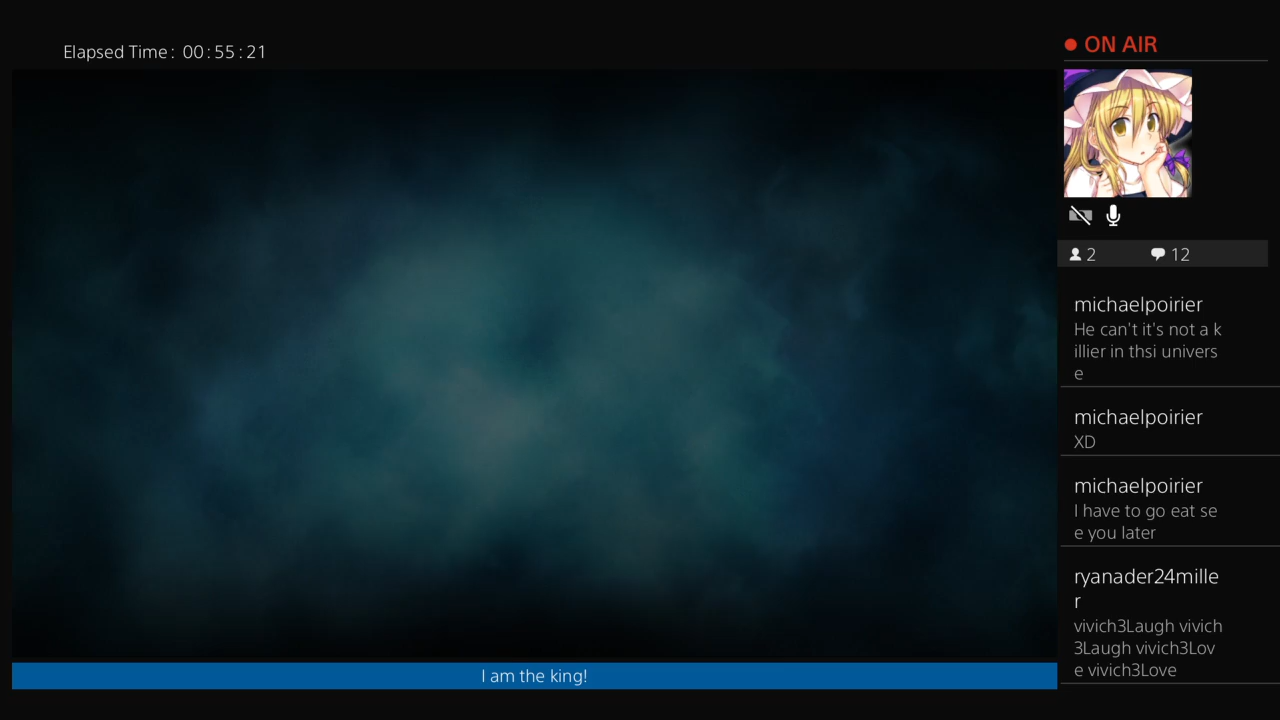 Elapsed Time: 00:55:21
ON AIR
2
12
michaelpoirier
He can't it's not a k
illier in thsi univers
e
michaelpoirier
XD
michaelpoirier
I have to go eat se
e you later
ryanader24mille
r
vivich3Laugh vivich
3Laugh vivich3Lov
e vivich3Love
I am the king!